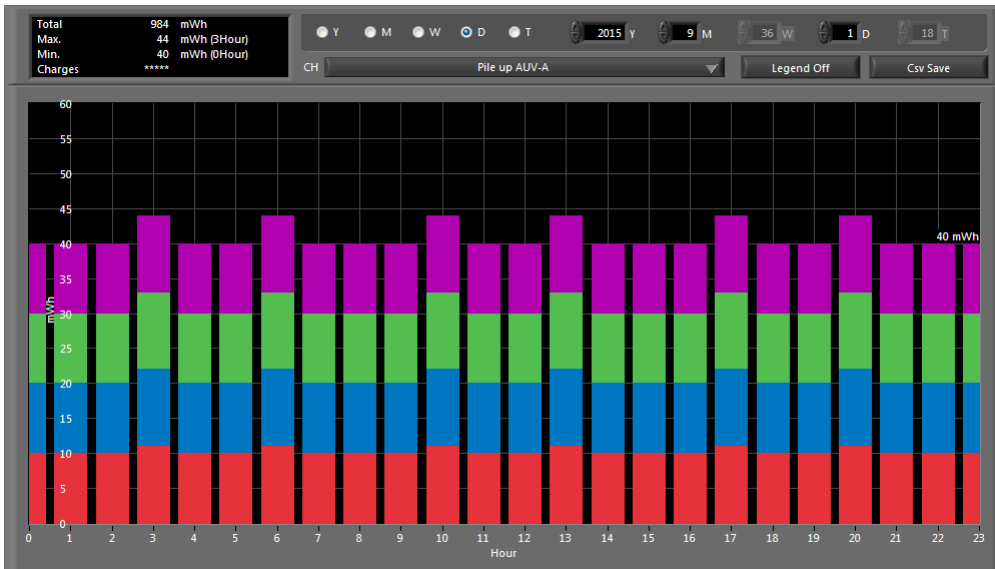 Total 984 mWh
Max. 44 mWh (3Hour)
Min. 40 mWh (0Hour)
Charges *****
Y M W D T 2015 Y 9 M 36 W 1 D 18 T
CH Pile up AUV-A Legend Off Csv Save
60
55
50
45
40 mWh
40
35
mWh
30
25
20
15
10
5
0
0 1 2 3 4 5 6 7 8 9 10 11 12 13 14 15 16 17 18 19 20 21 22 23
Hour